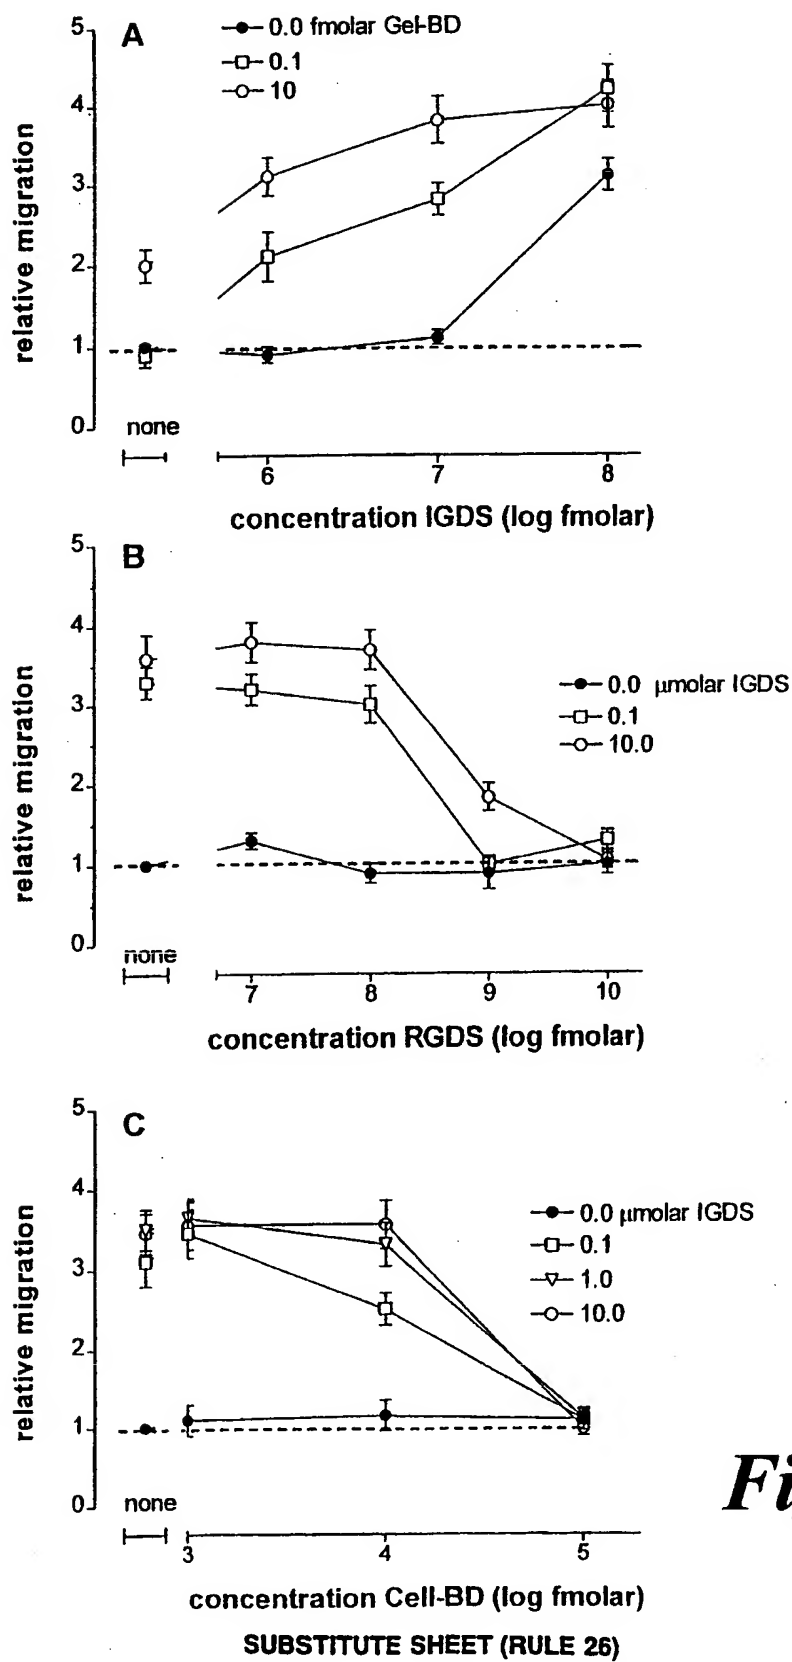 A
0.0 fmolar Gel-BD
0.1
10
5
4
3
2
1
0
relative migration
none
6 7 8
concentration IGDS (log fmolar)
B
0.0 µmolar IGDS
0.1
10.0
5
4
3
2
1
0
relative migration
none
7 8 9 10
concentration RGDS (log fmolar)
C
0.0 µmolar IGDS
0.1
1.0
10.0
5
4
3
2
1
0
relative migration
none
3 4 5
concentration Cell-BD (log fmolar)
SUBSTITUTE SHEET (RULE 26)